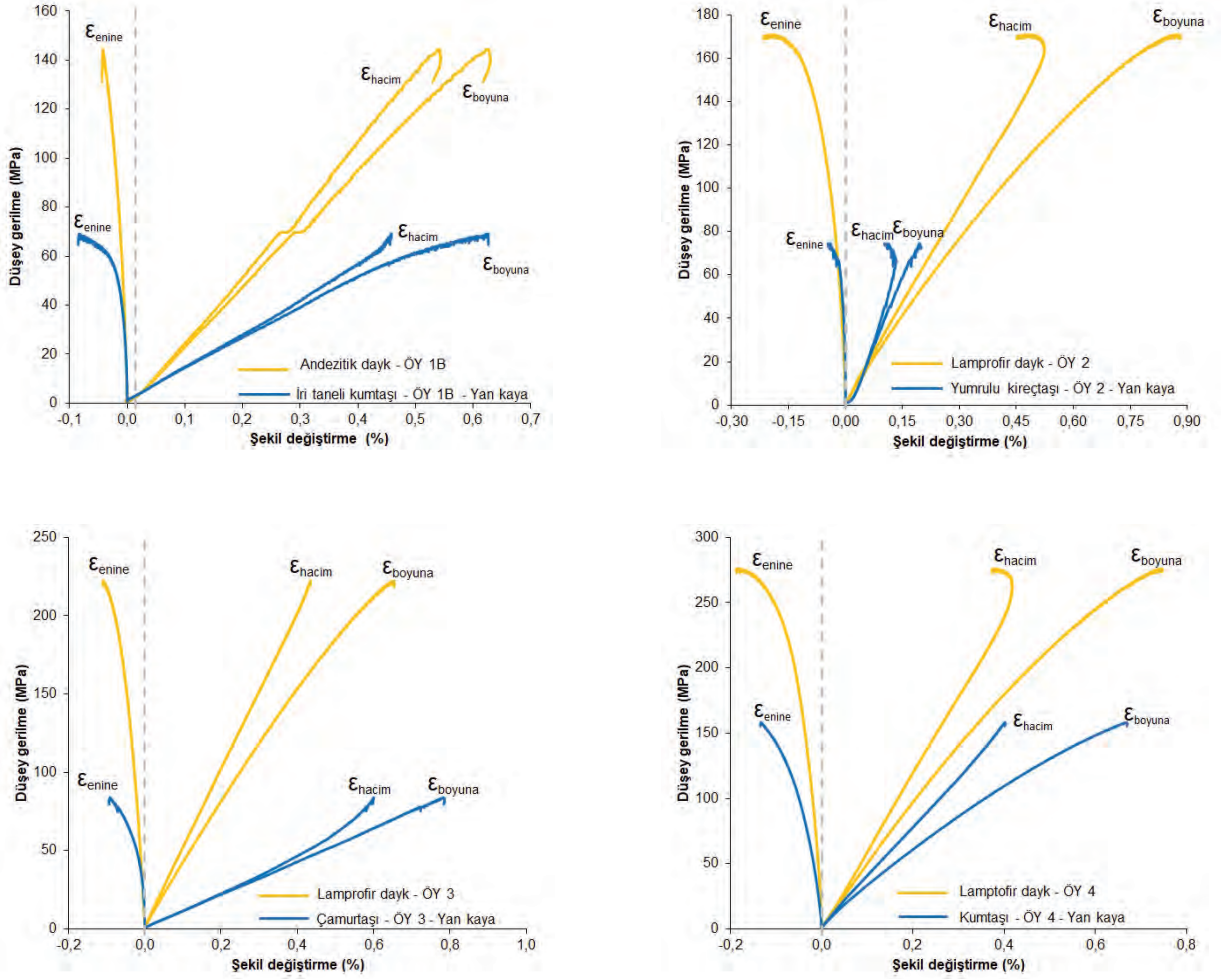 160
140
120
100
80
60
40
20
0
Düşey gerilme (MPa)
εenine
εhacim
εboyuna
εenine
εhacim
εboyuna
Andezitik dayk - ÖY 1B
İri taneli kumtaşı - ÖY 1B - Yan kaya
-0,1 0,0 0,1 0,2 0,3 0,4 0,5 0,6 0,7
Şekil değiştirme (%)
180
160
140
120
100
80
60
40
20
0
Düşey gerilme (MPa)
εhacim
εboyuna
εenine
εhacim
εboyuna
Lamprofir dayk - ÖY 2
Yumrulu kireçtaşı - ÖY 2 - Yan kaya
-0,30 -0,15 0,00 0,15 0,30 0,45 0,60 0,75 0,90
Şekil değiştirme (%)
250
200
150
100
50
0
Düşey gerilme (MPa)
εenine
εhacim
εboyuna
εenine
εhacim
εboyuna
Lamprofir dayk - ÖY 3
Çamurtaşı - ÖY 3 - Yan kaya
-0,2 0,0 0,2 0,4 0,6 0,8 1,0
Şekil değiştirme (%)
300
250
200
150
100
50
0
Düşey gerilme (MPa)
εenine
εhacim
εboyuna
εenine
εhacim
εboyuna
Lamptofir dayk - ÖY 4
Kumtaşı - ÖY 4 - Yan kaya
-0,2 0,0 0,2 0,4 0,6 0,8
Şekil değiştirme (%)